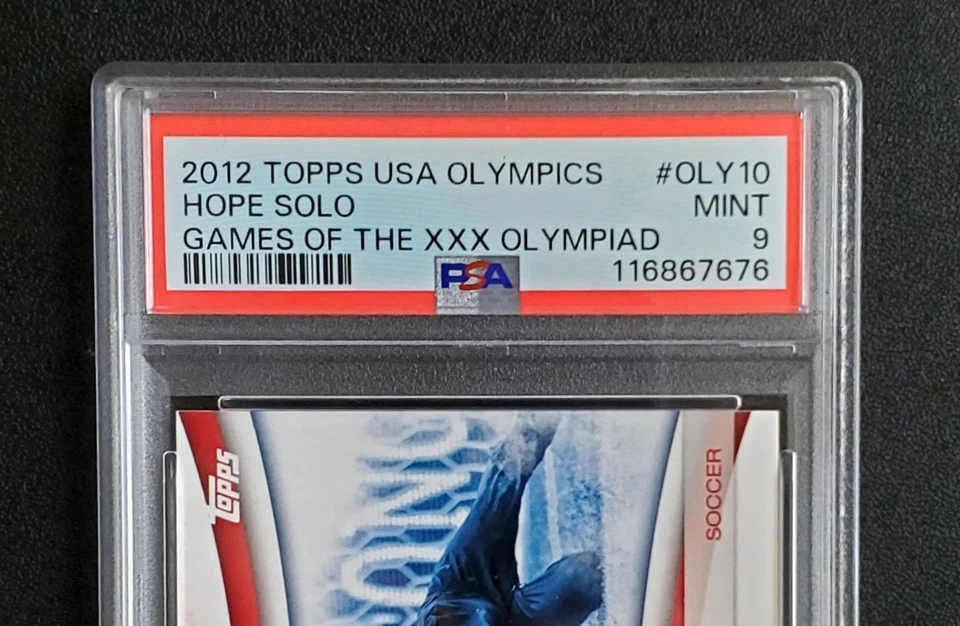 2012 TOPPS USA OLYMPICS #OLY10
HOPE SOLO MINT
GAMES OF THE XXX OLYMPIAD 9
PSA 116867676
TOPPS
SOCCER